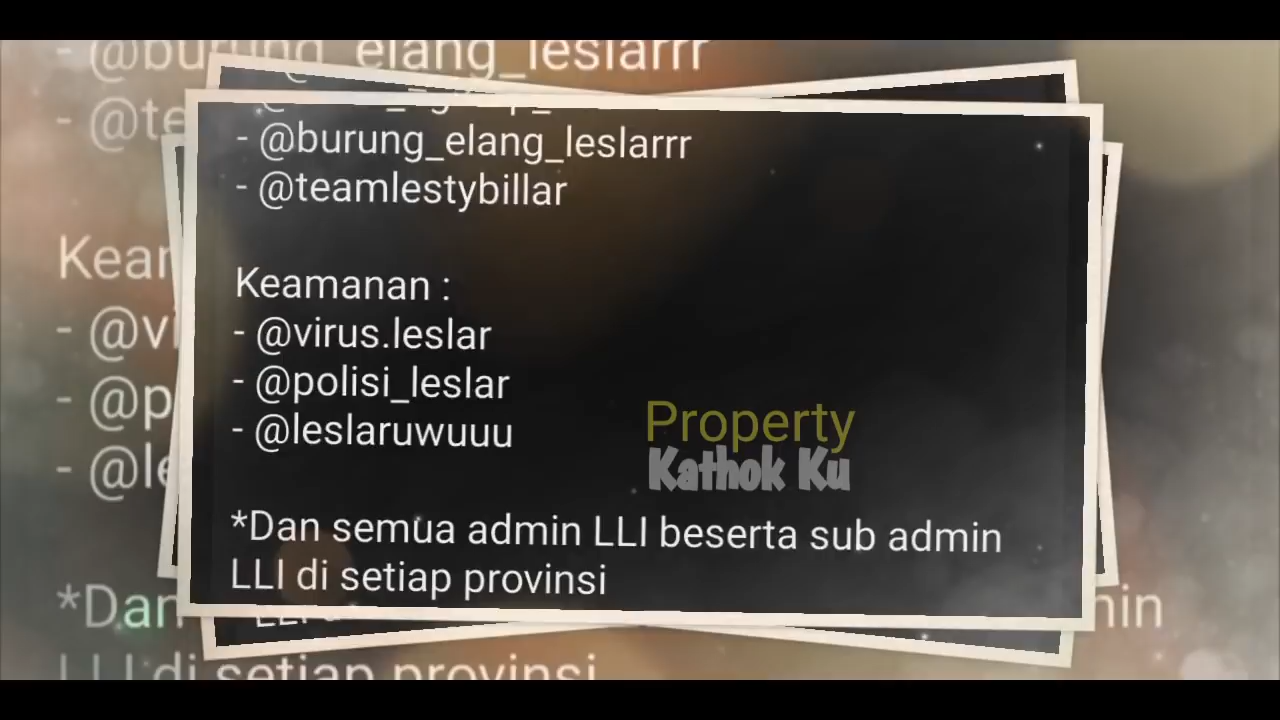 - @burung_elang_leslarrr
- @teamlestybillar
Keamanan :
- @virus.leslar
- @polisi_leslar
- @leslaruwuuu
Property
Kathok Ku
*Dan semua admin LLI beserta sub admin
LLI di setiap provinsi